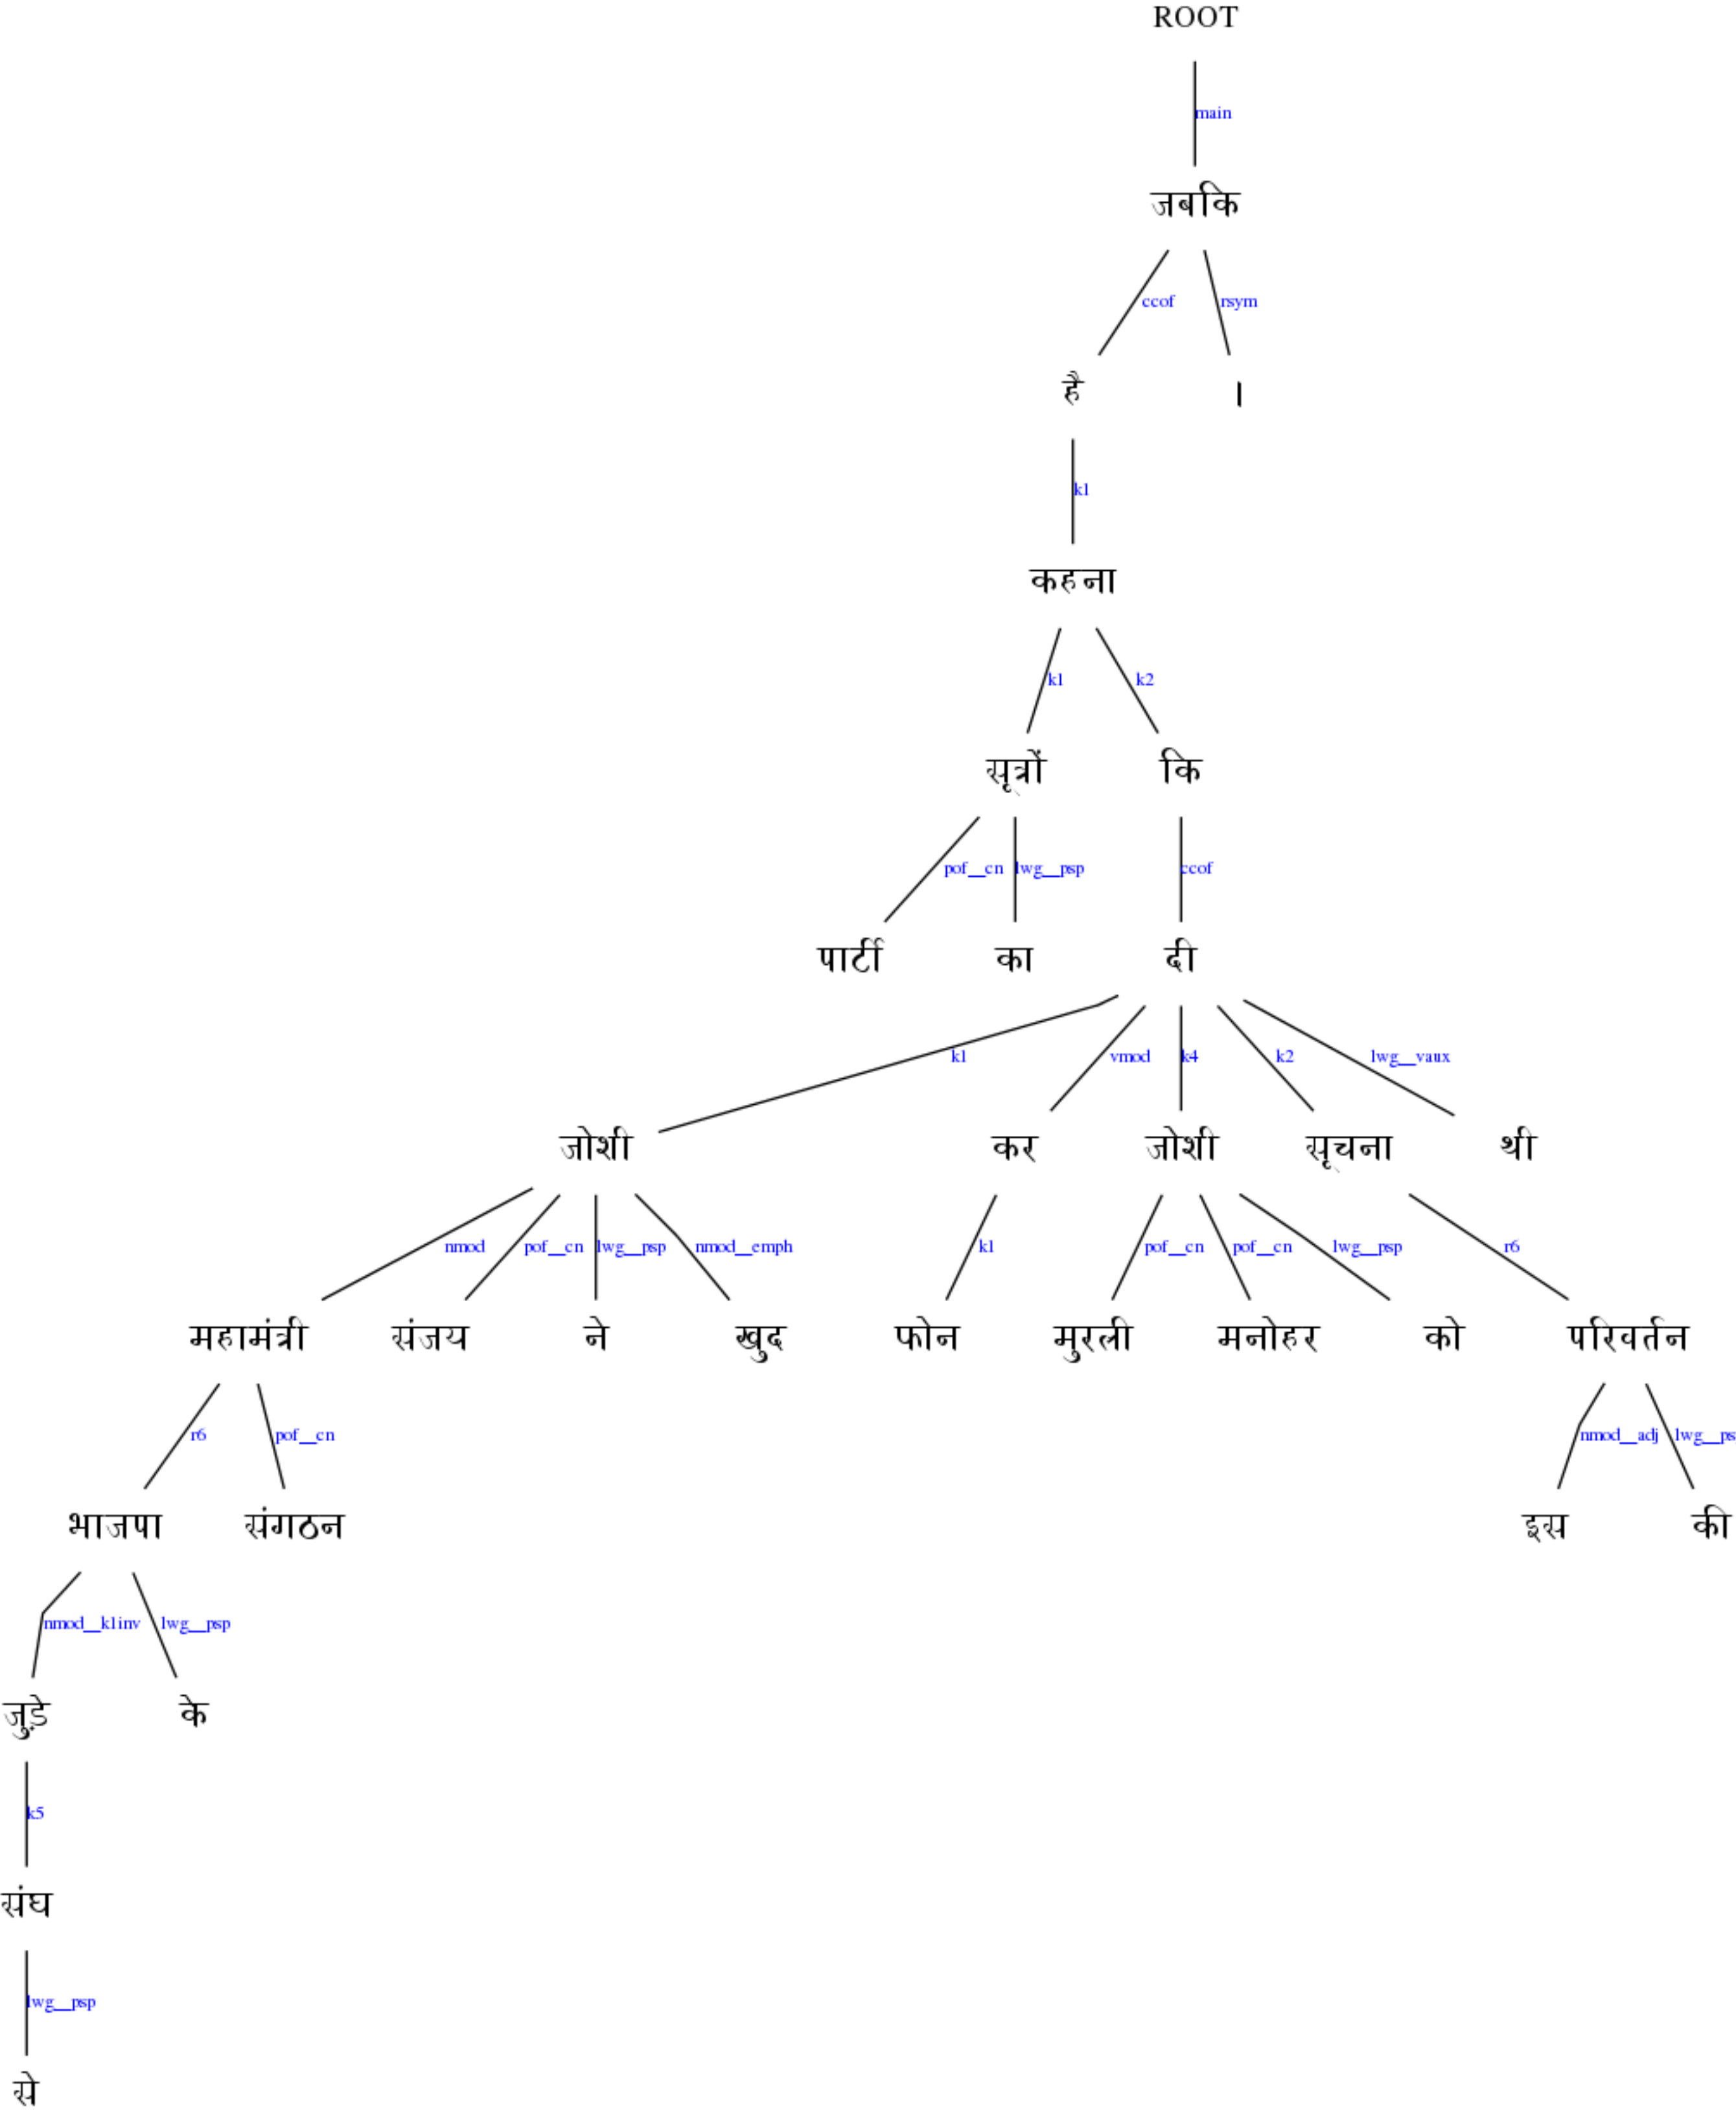 ROOT
main
जबकि
ccof rsym
है ।
k1
कहना
k1 k2
सूत्रों कि
pof__cn lwg__psp ccof
पार्टी का दी
k1 vmod k4 k2 lwg__vaux
जोशी कर जोशी सूचना थी
nmod pof__cn lwg__psp nmod__emph k1 pof__cn pof__cn lwg__psp r6
महामंत्री संजय ने खुद फोन मुरली मनोहर को परिवर्तन
r6 pof__cn nmod__adj lwg__ps
भाजपा संगठन इस की
nmod__k1inv lwg__psp
जुड़े के
k5
संघ
lwg__psp
से